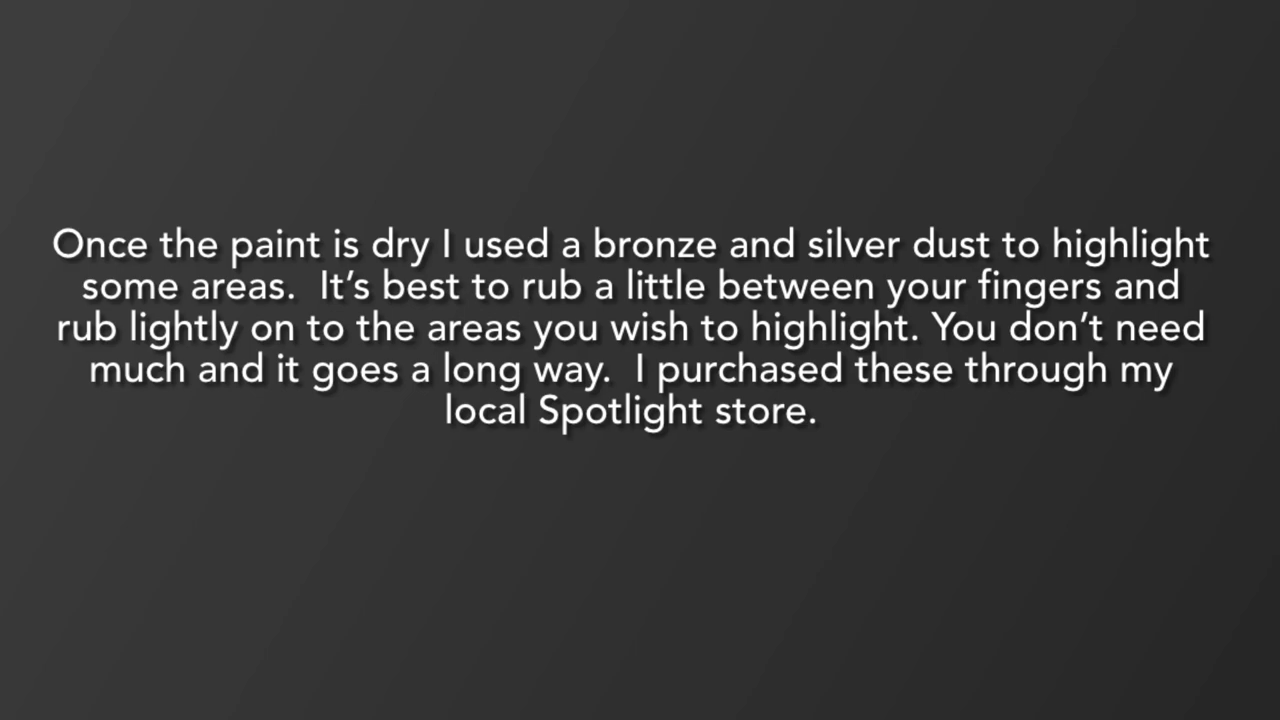 Once the paint is dry I used a bronze and silver dust to highlight
some areas.  It’s best to rub a little between your fingers and
rub lightly on to the areas you wish to highlight. You don’t need
much and it goes a long way.  I purchased these through my
local Spotlight store.